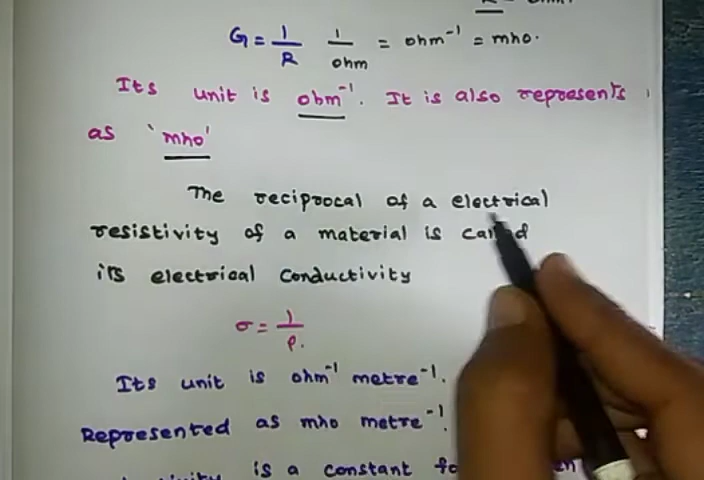 G = 1/R 1/ohm = ohm⁻¹ = mho.
Its unit is obm⁻¹. It is also represents
as 'mho'
The reciprocal of a electrical
resistivity of a material is called
its electrical conductivity
σ = 1/ρ.
Its unit is ohm⁻¹ metre⁻¹.
Represented as mho metre⁻¹.
is a constant